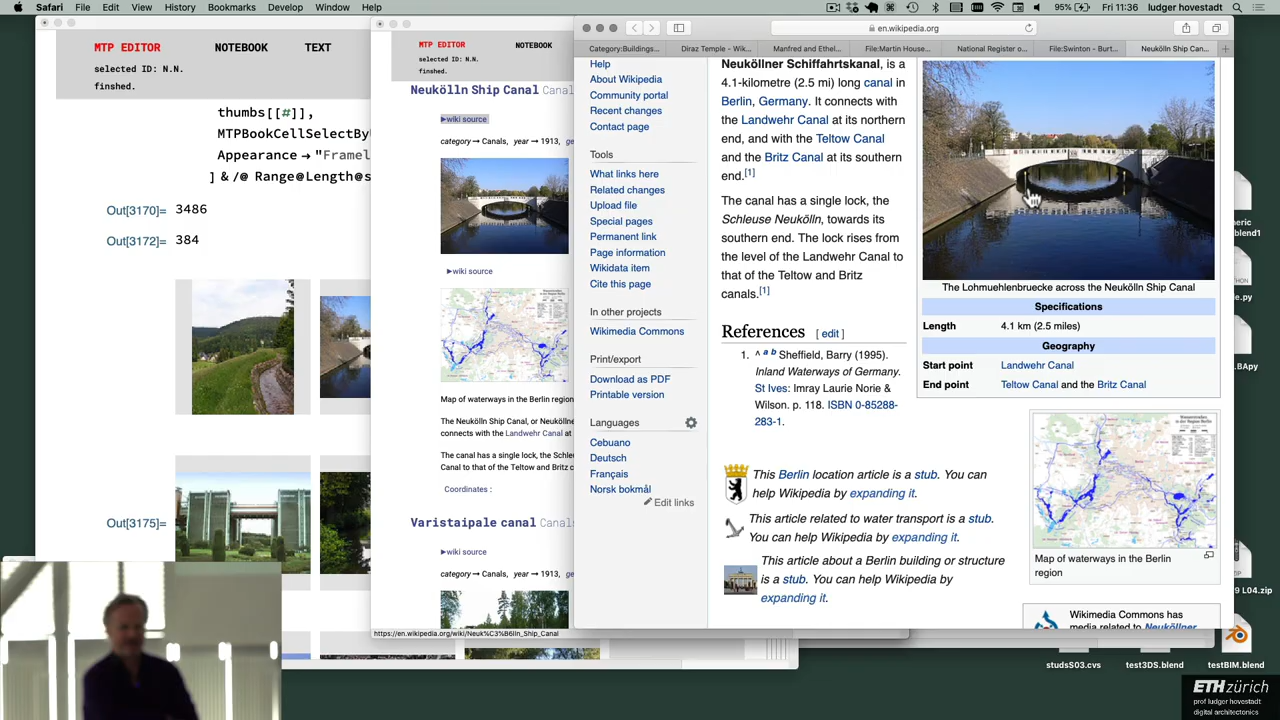 Safari File Edit View History Bookmarks Develop Window Help
95% Fri 11:36 ludger hovestadt
MTP EDITOR NOTEBOOK TEXT
selected ID: N.N.
finshed.
thumbs[[#]],
MTPBookCellSelectBy
Appearance → "Framel
] & /@ Range@Length@s
Out[3170]= 3486
Out[3172]= 384
Out[3175]=
MTP EDITOR NOTEBOOK
selected ID: N.N.
finshed.
Neukölln Ship Canal Canal
▶wiki source
category → Canals, year → 1913, ge
▶wiki source
Map of waterways in the Berlin region
The Neukölln Ship Canal, or Neuköllne
connects with the Landwehr Canal at
The canal has a single lock, the Schleu
Canal to that of the Teltow and Britz c
Coordinates :
Varistaipale canal Canals
▶wiki source
category → Canals, year → 1913, ge
https://en.wikipedia.org/wiki/Neuk%C3%B6lln_Ship_Canal
en.wikipedia.org
Category:Buildings... Diraz Temple - Wik... Manfred and Ethel... File:Martin House... National Register o... File:Swinton - Burt... Neukölln Ship Can...
Help
About Wikipedia
Community portal
Recent changes
Contact page
Tools
What links here
Related changes
Upload file
Special pages
Permanent link
Page information
Wikidata item
Cite this page
In other projects
Wikimedia Commons
Print/export
Download as PDF
Printable version
Languages
Cebuano
Deutsch
Français
Norsk bokmål
Edit links
Neuköllner Schiffahrtskanal, is a
4.1-kilometre (2.5 mi) long canal in
Berlin, Germany. It connects with
the Landwehr Canal at its northern
end, and with the Teltow Canal
and the Britz Canal at its southern
end.[1]
The canal has a single lock, the
Schleuse Neukölln, towards its
southern end. The lock rises from
the level of the Landwehr Canal to
that of the Teltow and Britz
canals.[1]
References [ edit ]
1. ^ a b Sheffield, Barry (1995).
Inland Waterways of Germany.
St Ives: Imray Laurie Norie &
Wilson. p. 118. ISBN 0-85288-
283-1.
This Berlin location article is a stub. You can
help Wikipedia by expanding it.
This article related to water transport is a stub.
You can help Wikipedia by expanding it.
This article about a Berlin building or structure
is a stub. You can help Wikipedia by
expanding it.
The Lohmuehlenbruecke across the Neukölln Ship Canal
Specifications
Length 4.1 km (2.5 miles)
Geography
Start point Landwehr Canal
End point Teltow Canal and the Britz Canal
Map of waterways in the Berlin
region
Wikimedia Commons has
media related to Neuköllner
neric
blend1
e.py
.BApy
9 L04.zip
studsS03.cvs test3DS.blend testBIM.blend
ETH zürich
prof ludger hovestadt
digital architectonics